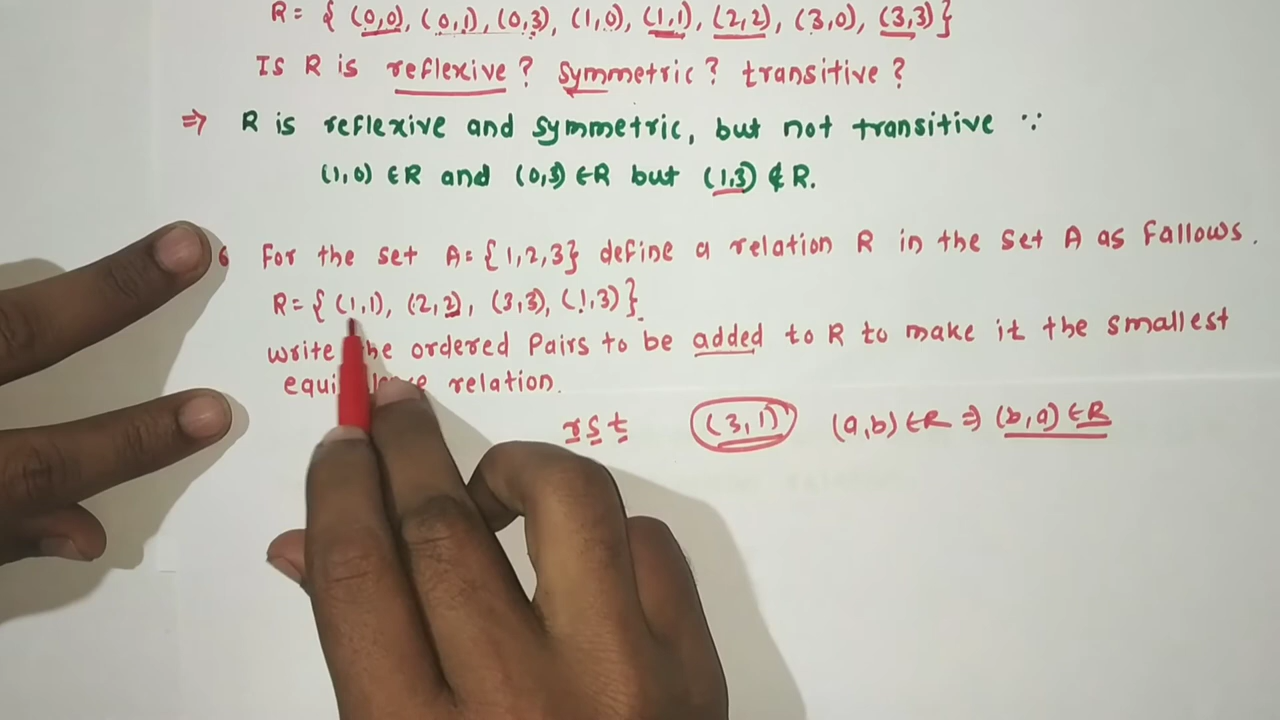 R= { (0,0), (0,1), (0,3), (1,0), (1,1), (2,2), (3,0), (3,3)}
Is R is reflexive? symmetric? transitive?
⇒ R is reflexive and symmetric, but not transitive ∵
(1,0) ∈R and (0,3) ∈R but (1,3) ∉ R.
6 For the set A= {1,2,3} define a relation R in the set A as fallows.
R= { (1,1), (2,2), (3,3), (1,3)}.
write the ordered Pairs to be added to R to make it the smallest
relation.
r s t (3,1) (a,b) ∈R ⇒ (b,a) ∈R